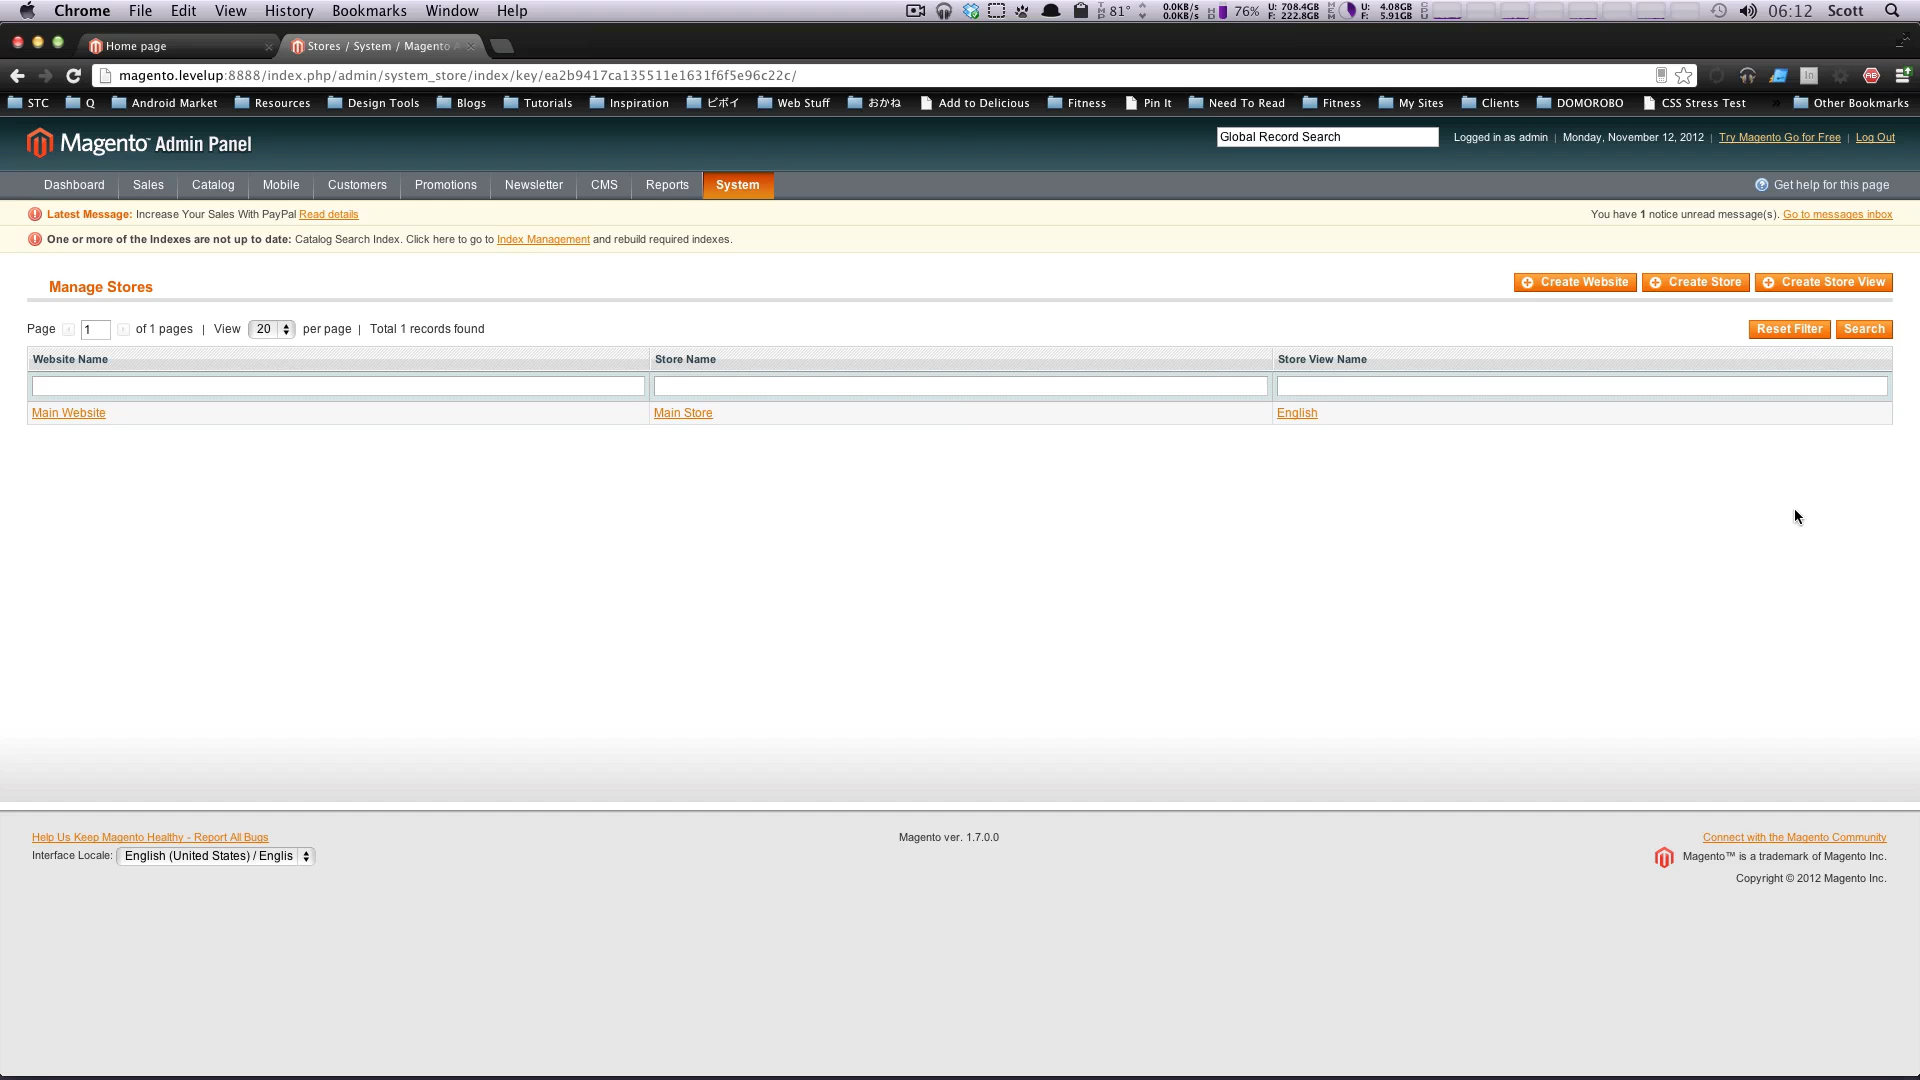 Chrome File Edit View History Bookmarks Window Help 81° 0.0KB/s 0.0KB/s 76% U: 708.4GB F: 222.8GB U: 4.08GB F: 5.91GB 06:12 Scott
Home page Stores / System / Magento A
magento.levelup:8888/index.php/admin/system_store/index/key/ea2b9417ca135511e1631f6f5e96c22c/
STC Q Android Market Resources Design Tools Blogs Tutorials Inspiration ビボイ Web Stuff おかね Add to Delicious Fitness Pin It Need To Read Fitness My Sites Clients DOMOROBO CSS Stress Test » Other Bookmarks
Magento™ Admin Panel Global Record Search Logged in as admin | Monday, November 12, 2012 | Try Magento Go for Free | Log Out
Dashboard Sales Catalog Mobile Customers Promotions Newsletter CMS Reports System Get help for this page
Latest Message: Increase Your Sales With PayPal Read details You have 1 notice unread message(s). Go to messages inbox
One or more of the Indexes are not up to date: Catalog Search Index. Click here to go to Index Management and rebuild required indexes.
Manage Stores Create Website Create Store Create Store View
Page 1 of 1 pages | View 20 per page | Total 1 records found Reset Filter Search
Website Name Store Name Store View Name
Main Website Main Store English
Help Us Keep Magento Healthy - Report All Bugs Magento ver. 1.7.0.0 Connect with the Magento Community
Interface Locale: English (United States) / Englis Magento™ is a trademark of Magento Inc.
Copyright © 2012 Magento Inc.